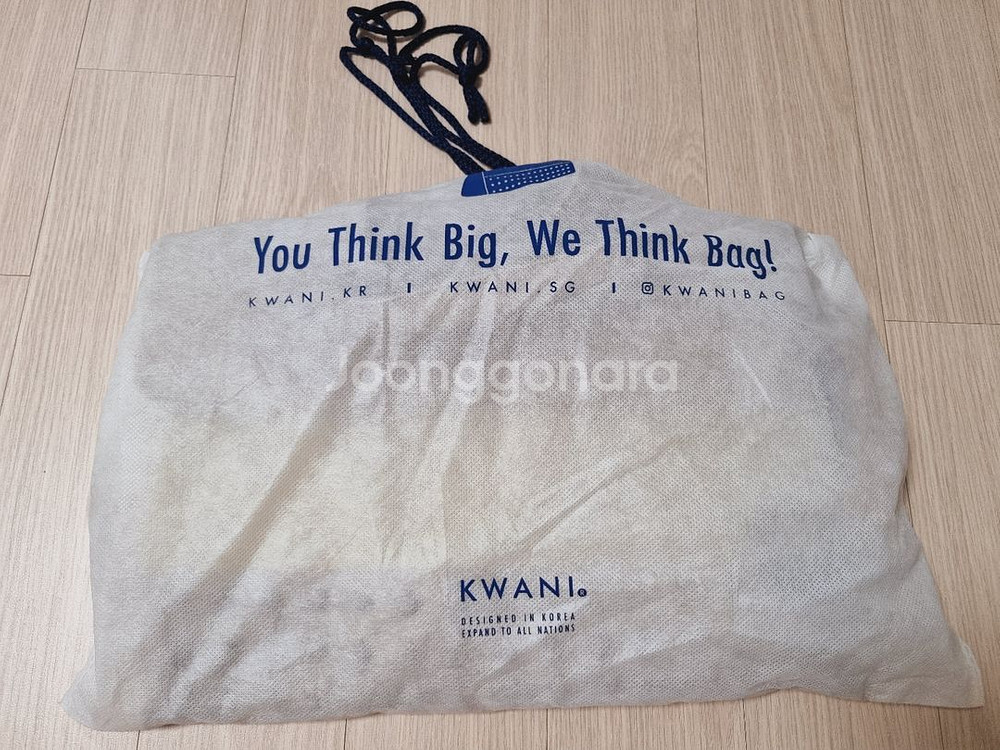 You Think Big, We Think Bag!
KWANI.KR I KWANI.SG I KWANIBAG
Joonggonara
KWANI®
DESIGNED IN KOREA
EXPAND TO ALL NATIONS